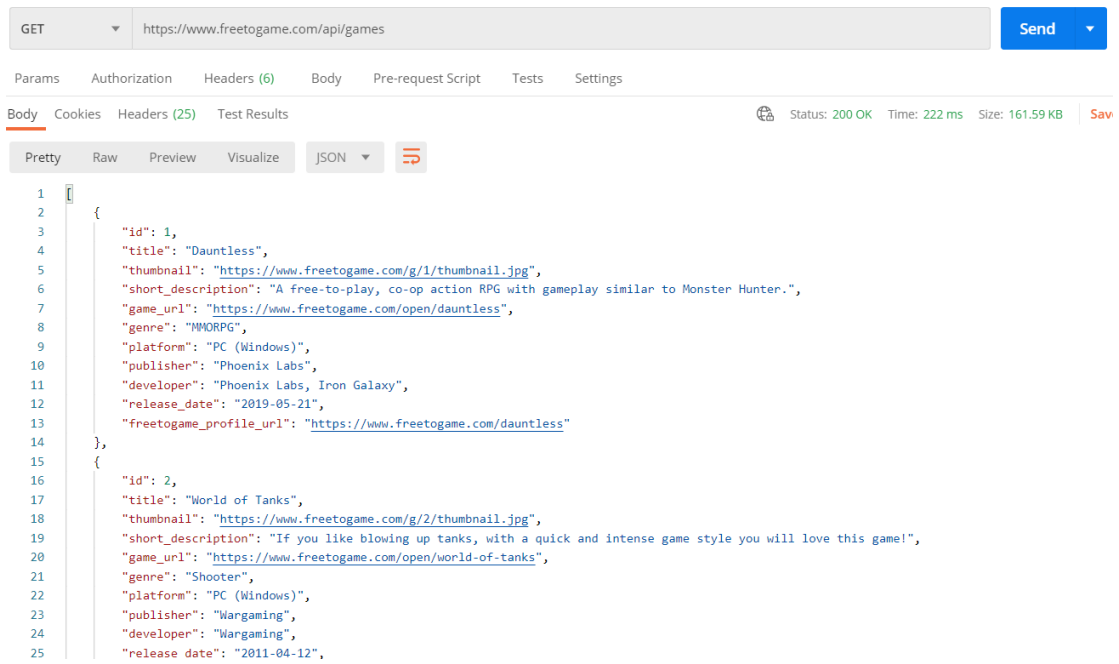 GET https://www.freetogame.com/api/games Send
Params Authorization Headers (6) Body Pre-request Script Tests Settings
Body Cookies Headers (25) Test Results Status: 200 OK Time: 222 ms Size: 161.59 KB Save
Pretty Raw Preview Visualize JSON
1 [
2 {
3 "id": 1,
4 "title": "Dauntless",
5 "thumbnail": "https://www.freetogame.com/g/1/thumbnail.jpg",
6 "short_description": "A free-to-play, co-op action RPG with gameplay similar to Monster Hunter.",
7 "game_url": "https://www.freetogame.com/open/dauntless",
8 "genre": "MMORPG",
9 "platform": "PC (Windows)",
10 "publisher": "Phoenix Labs",
11 "developer": "Phoenix Labs, Iron Galaxy",
12 "release_date": "2019-05-21",
13 "freetogame_profile_url": "https://www.freetogame.com/dauntless"
14 },
15 {
16 "id": 2,
17 "title": "World of Tanks",
18 "thumbnail": "https://www.freetogame.com/g/2/thumbnail.jpg",
19 "short_description": "If you like blowing up tanks, with a quick and intense game style you will love this game!",
20 "game_url": "https://www.freetogame.com/open/world-of-tanks",
21 "genre": "Shooter",
22 "platform": "PC (Windows)",
23 "publisher": "Wargaming",
24 "developer": "Wargaming",
25 "release_date": "2011-04-12",